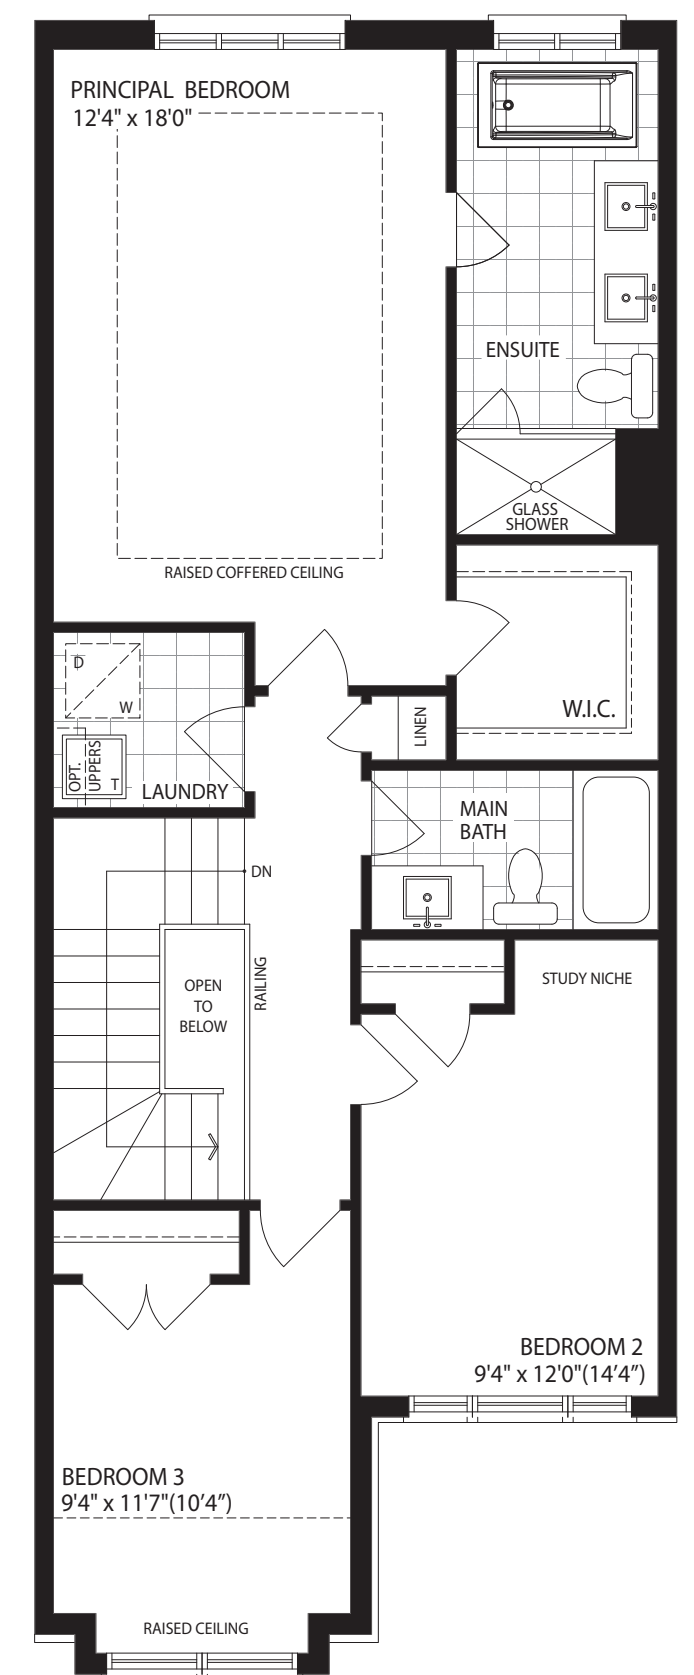 PRINCIPAL BEDROOM
12'4" x 18'0"
ENSUITE
GLASS
SHOWER
RAISED COFFERED CEILING
D
W
OPT.
UPPERS
T
LAUNDRY
LINEN
W.I.C.
MAIN
BATH
DN
RAILING
OPEN
TO
BELOW
STUDY NICHE
BEDROOM 2
9'4" x 12'0"(14’4”)
BEDROOM 3
9'4" x 11'7"(10’4”)
RAISED CEILING